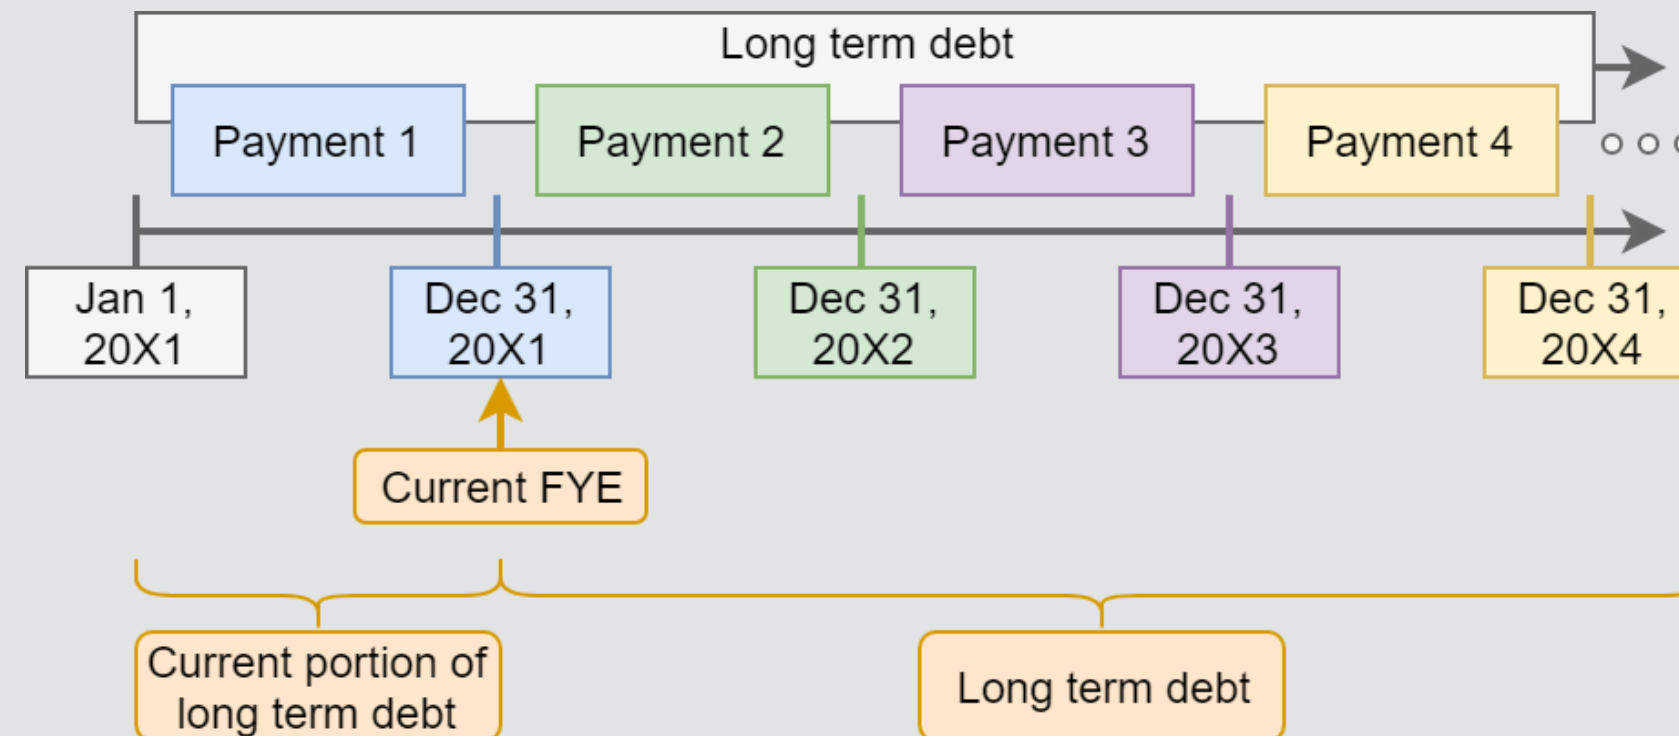 Long term debt
Payment 1
Payment 2
Payment 3
Payment 4
Jan 1,
20X1
Dec 31,
20X1
Dec 31,
20X2
Dec 31,
20X3
Dec 31,
20X4
Current FYE
Current portion of
long term debt
Long term debt